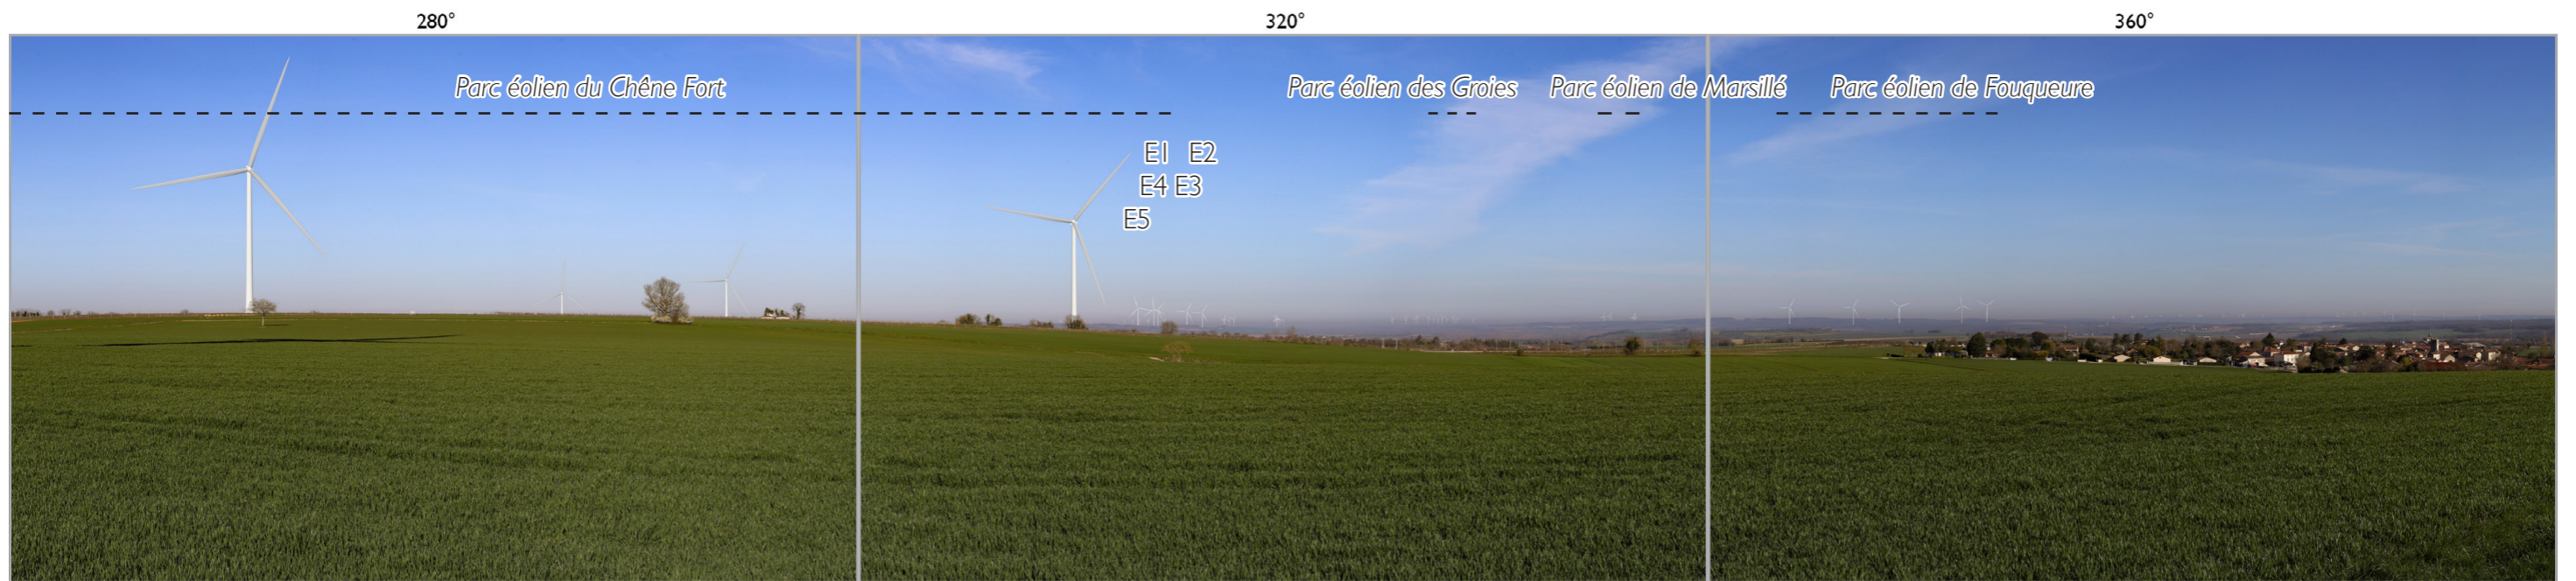 280° 320° 360°
Parc éolien du Chêne Fort
Parc éolien des Groies
Parc éolien de Marsillé
Parc éolien de Fouqueure
E1 E2
E4 E3
E5